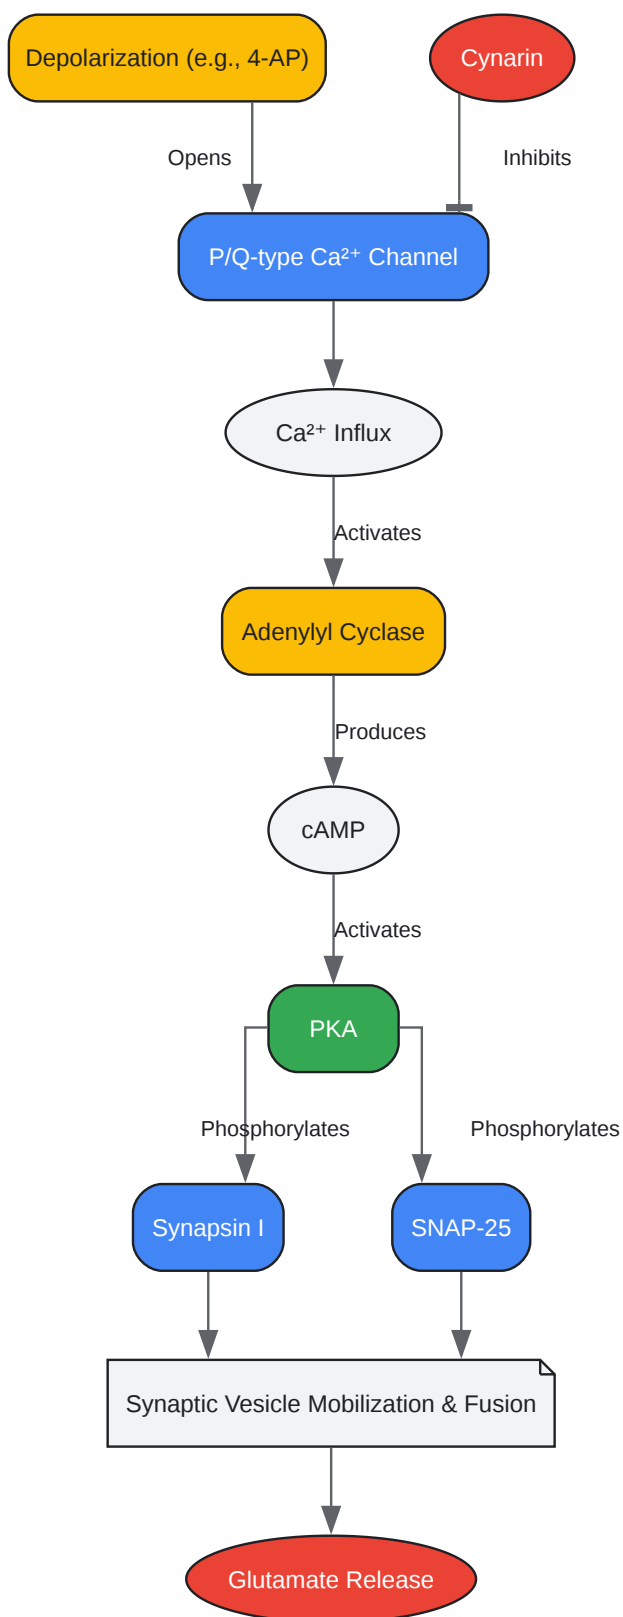 Depolarization (e.g., 4-AP)
Cynarin
Opens
Inhibits
P/Q-type Ca²⁺ Channel
Ca²⁺ Influx
Activates
Adenylyl Cyclase
Produces
cAMP
Activates
PKA
Phosphorylates
Phosphorylates
Synapsin I
SNAP-25
Synaptic Vesicle Mobilization & Fusion
Glutamate Release